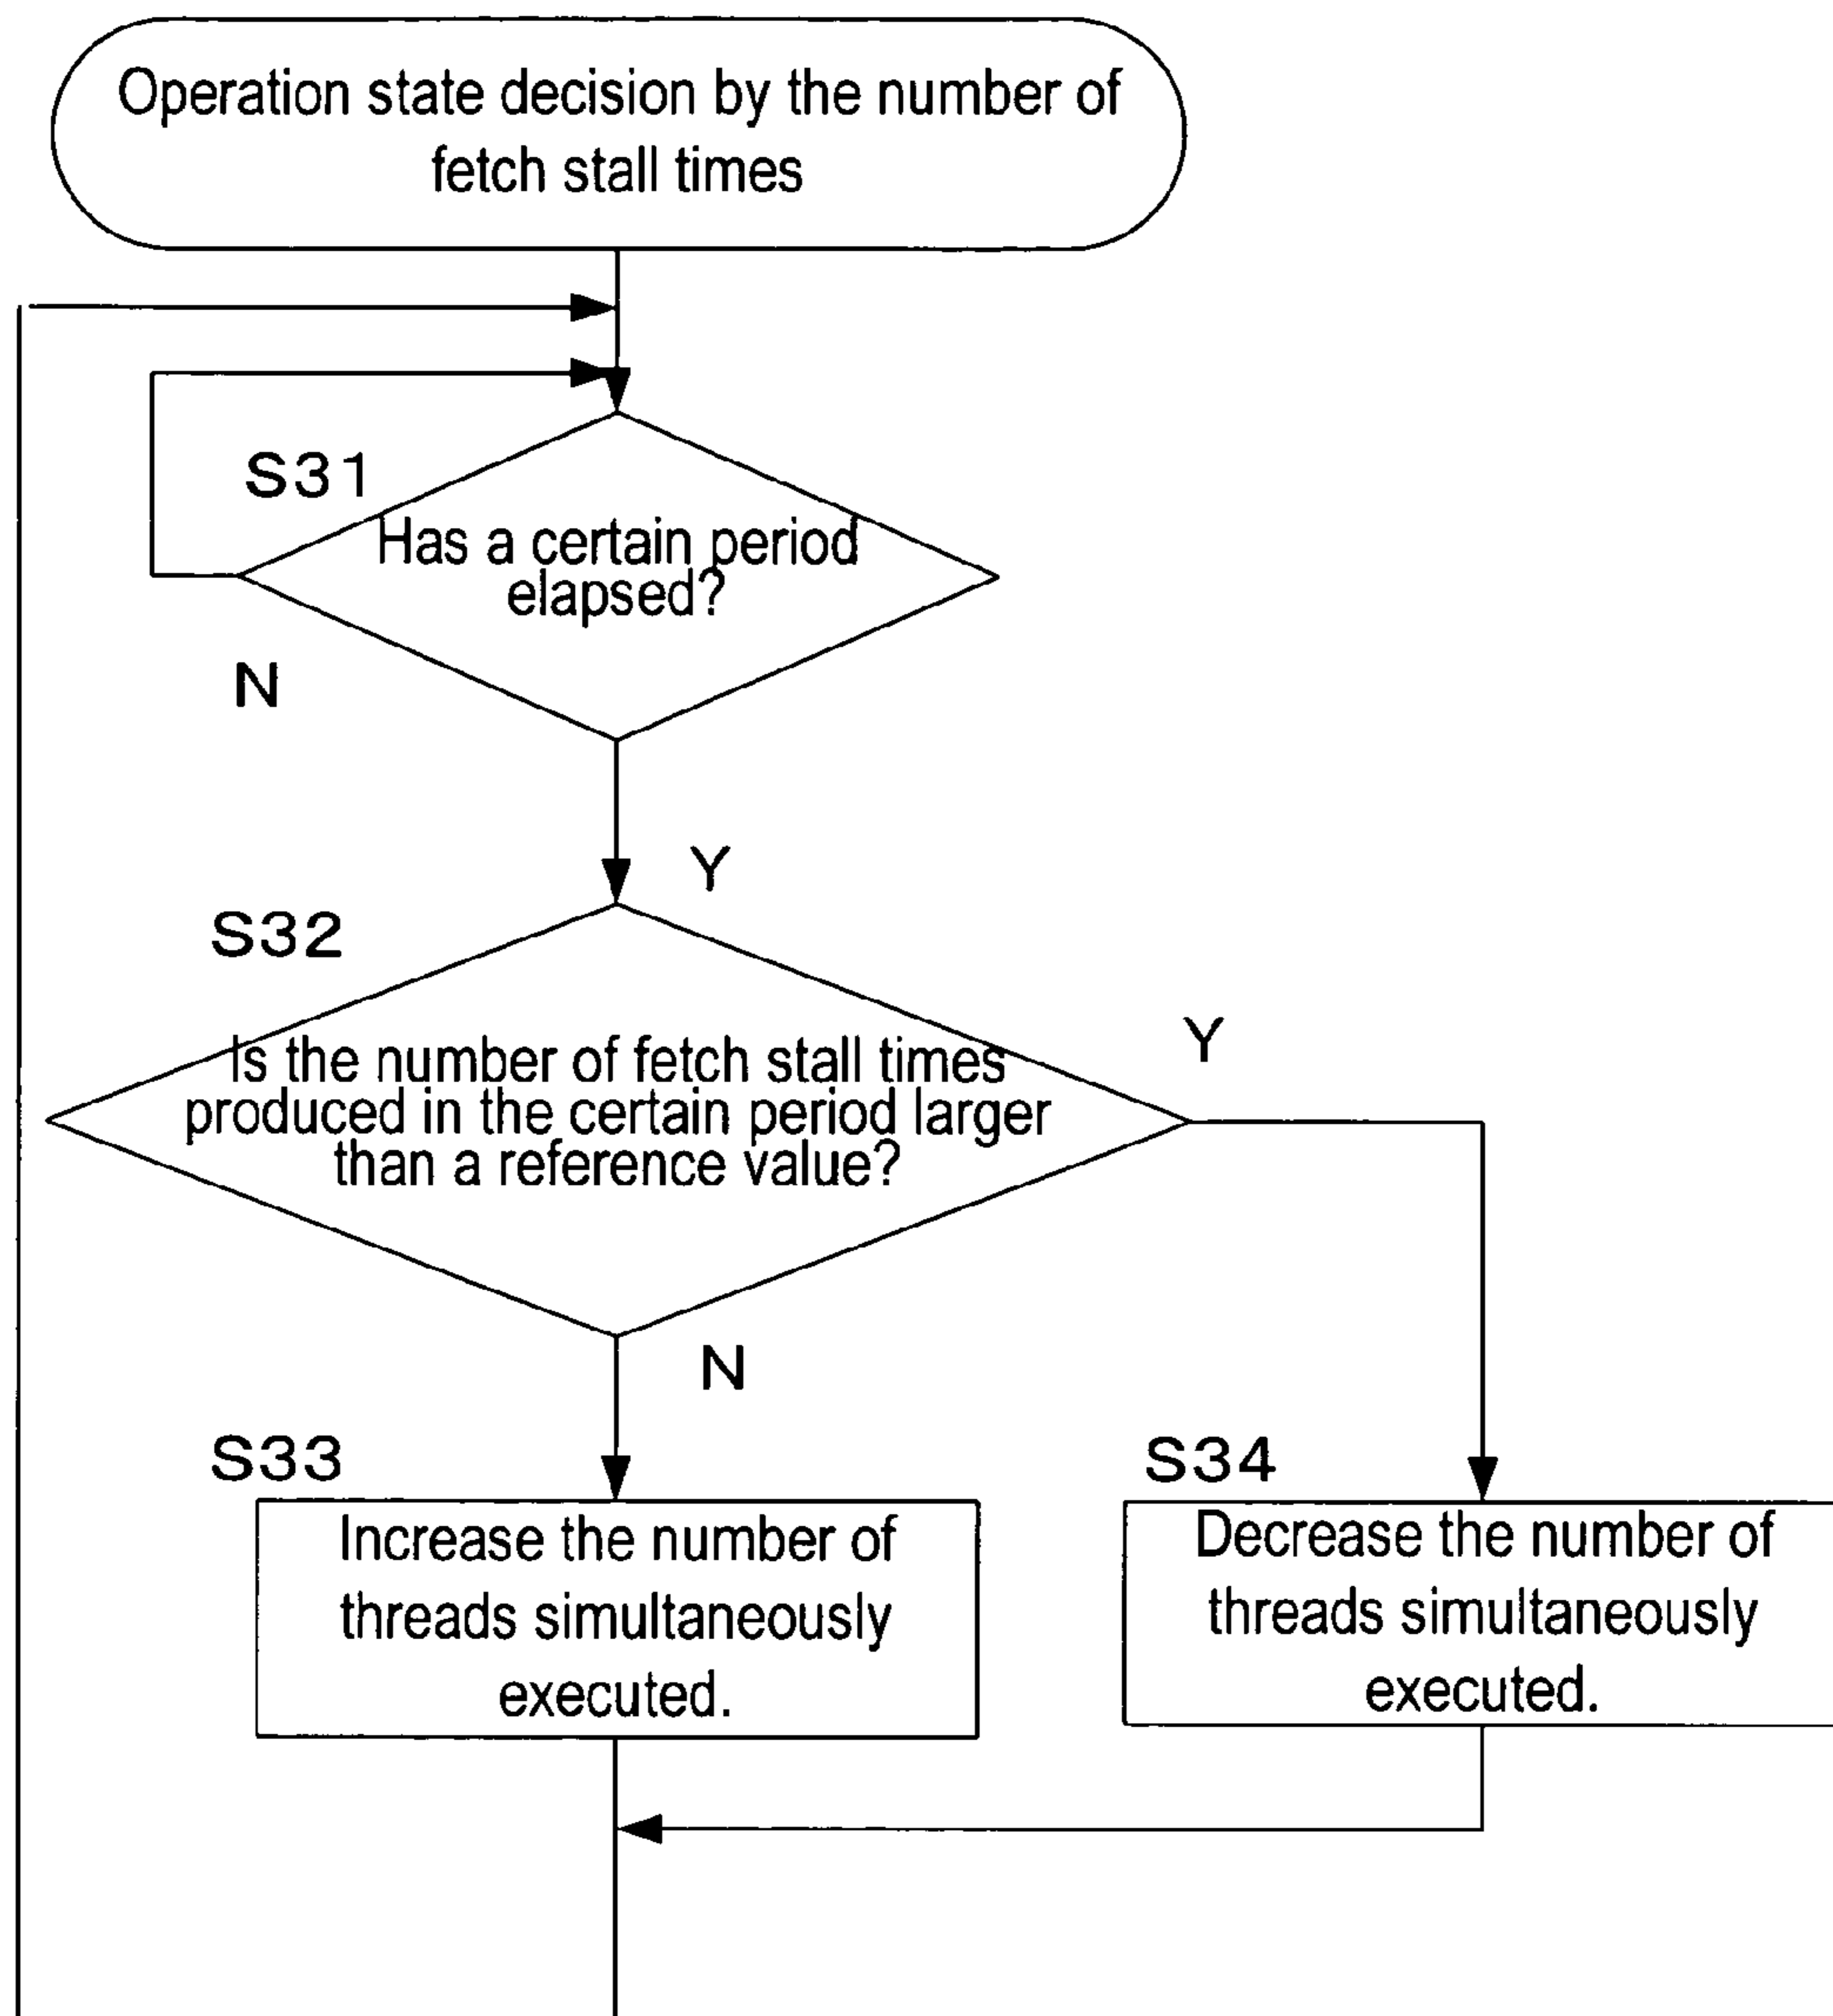 Operation state decision by the number of
fetch stall times
S31
Has a certain period
elapsed?
N
Y
S32
Is the number of fetch stall times
produced in the certain period larger
than a reference value?
Y
N
S33
Increase the number of
threads simultaneously
executed.
S34
Decrease the number of
threads simultaneously
executed.